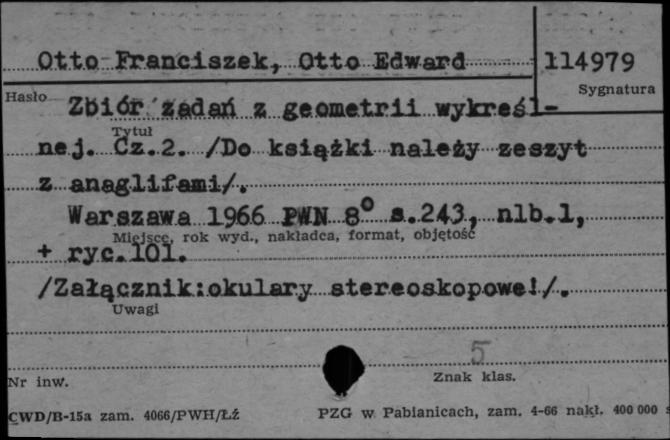 Otto Franciszek, Otto Edward
114979
Hasło
Sygnatura
Zbiór zadań z geometrii wykreśl-
Tytuł
nej. Cz.2. /Do książki należy zeszyt
z anaglifami/.
Warszawa 1966 PWN 8° s.243, nlb.1,
Miejsce, rok wyd., nakładca, format, objętość
+ ryc.101.
/Załącznik:okulary stereoskopowe!/.
Uwagi
5
Nr inw.
Znak klas.
CWD/B-15a zam. 4066/PWH/ŁŹ
PZG w Pabianicach, zam. 4-66 nakł. 400 000